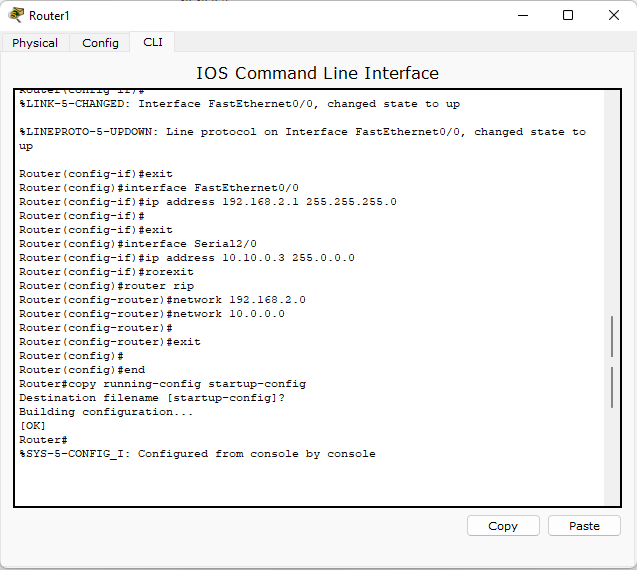 Router1
Physical Config CLI
IOS Command Line Interface
Router(config-if)#
%LINK-5-CHANGED: Interface FastEthernet0/0, changed state to up
%LINEPROTO-5-UPDOWN: Line protocol on Interface FastEthernet0/0, changed state to
up
Router(config-if)#exit
Router(config)#interface FastEthernet0/0
Router(config-if)#ip address 192.168.2.1 255.255.255.0
Router(config-if)#
Router(config-if)#exit
Router(config)#interface Serial2/0
Router(config-if)#ip address 10.10.0.3 255.0.0.0
Router(config-if)#rorexit
Router(config)#router rip
Router(config-router)#network 192.168.2.0
Router(config-router)#network 10.0.0.0
Router(config-router)#
Router(config-router)#exit
Router(config)#
Router(config)#end
Router#copy running-config startup-config
Destination filename [startup-config]?
Building configuration...
[OK]
Router#
%SYS-5-CONFIG_I: Configured from console by console
Copy Paste